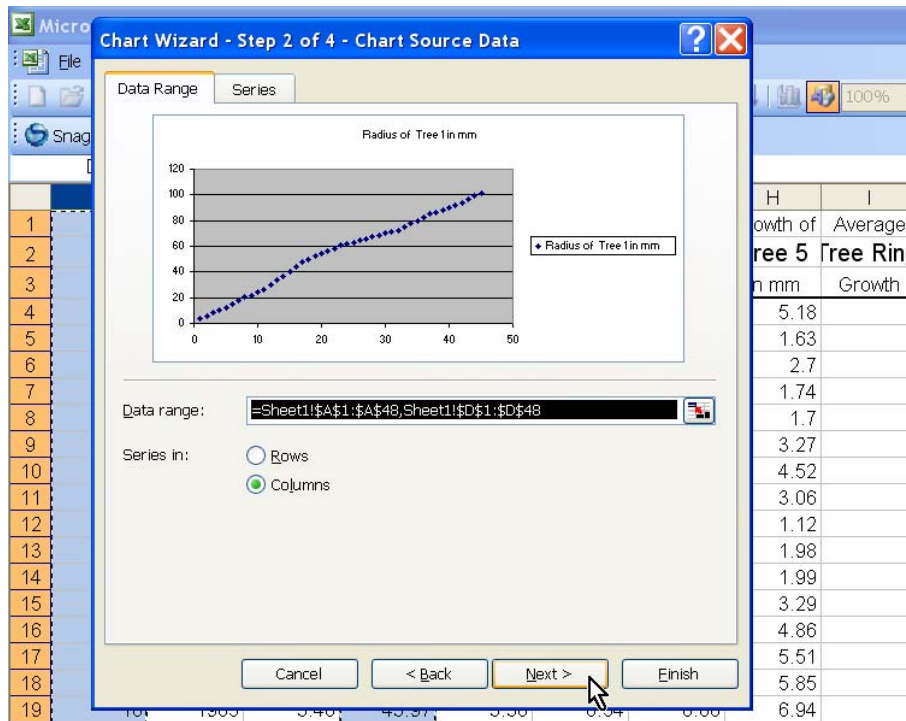 Micro
Chart Wizard - Step 2 of 4 - Chart Source Data
File
100%
Snag
Data Range Series
Radius of Tree 1 in mm
120
100
80
60
40
20
0
0 10 20 30 40 50
Radius of Tree 1 in mm
H I
1 owth of Average
2 ree 5 Tree Rin
3 n mm Growth
4 5.18
5 1.63
6 2.7
7 1.74
Data range: =Sheet1!$A$1:$A$48,Sheet1!$D$1:$D$48
8 1.7
9 3.27
Series in: Rows
10 4.52
Columns
11 3.06
12 1.12
13 1.98
14 1.99
15 3.29
16 4.86
17 5.51
Cancel < Back Next > Finish
18 5.85
19 6.94